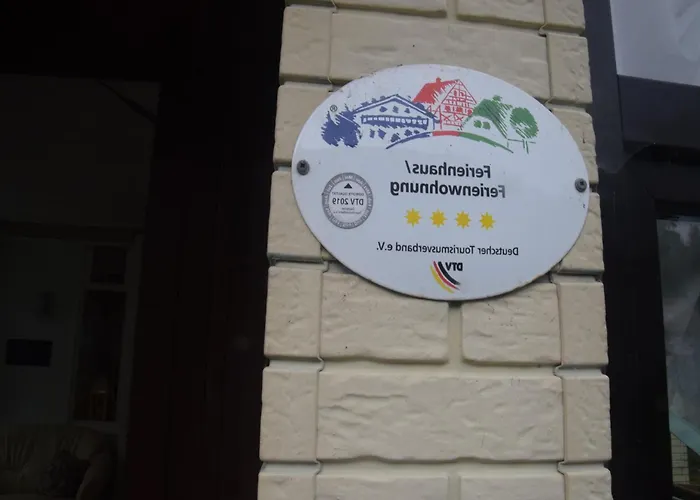 ®
Ferienhaus/
Ferienwohnung
DTV 2019
Deutscher Tourismusverband e.V.
DTV